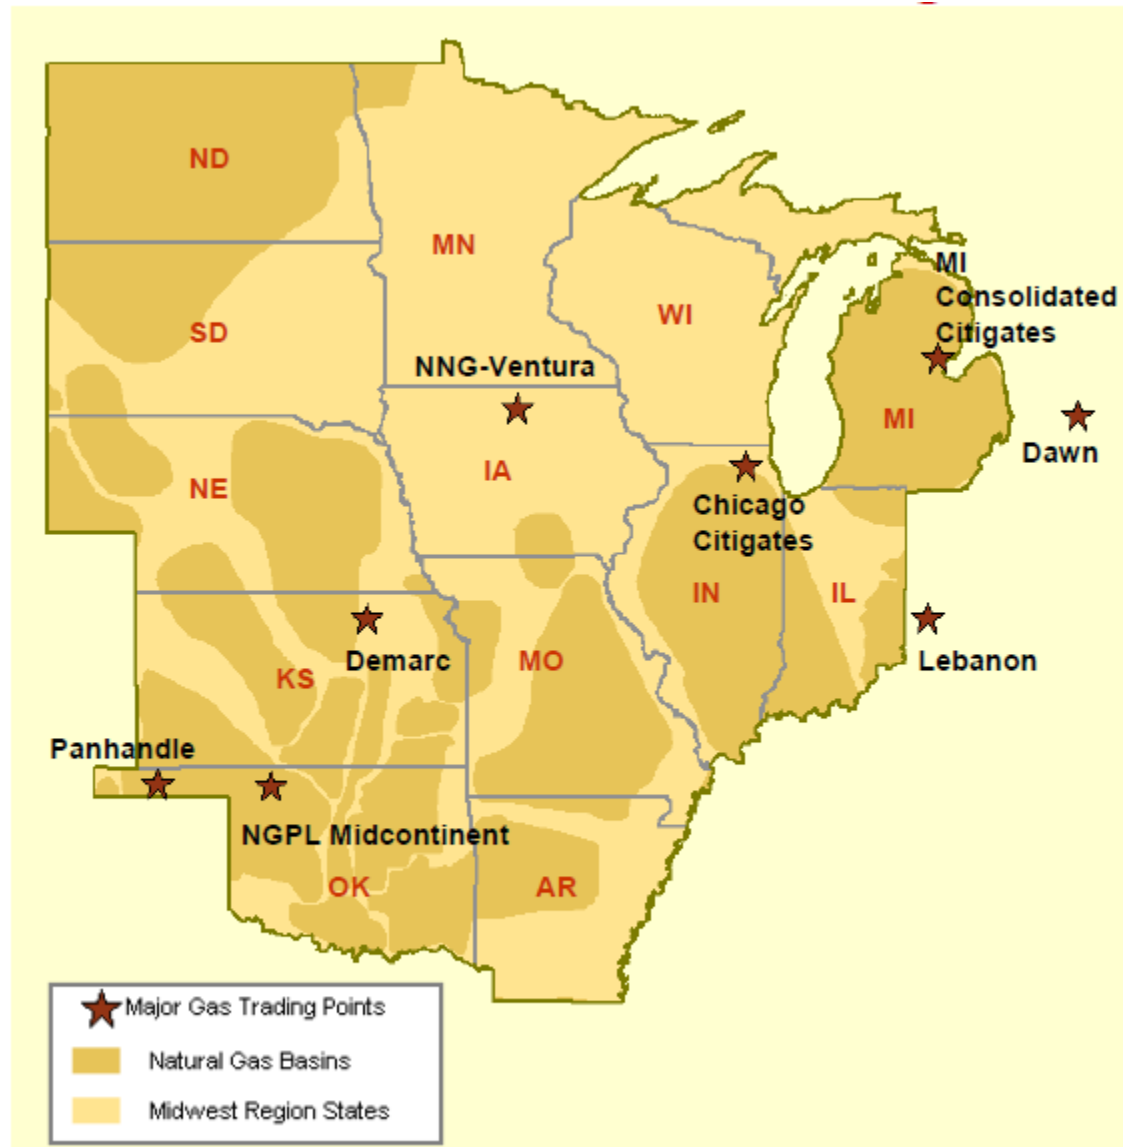 ND
MN
MI
Consolidated
Citigates
WI
SD
NNG-Ventura
MI
Dawn
IA
NE
Chicago
Citigates
IN
IL
Demarc
MO
Lebanon
KS
Panhandle
NGPL Midcontinent
OK
AR
Major Gas Trading Points
Natural Gas Basins
Midwest Region States